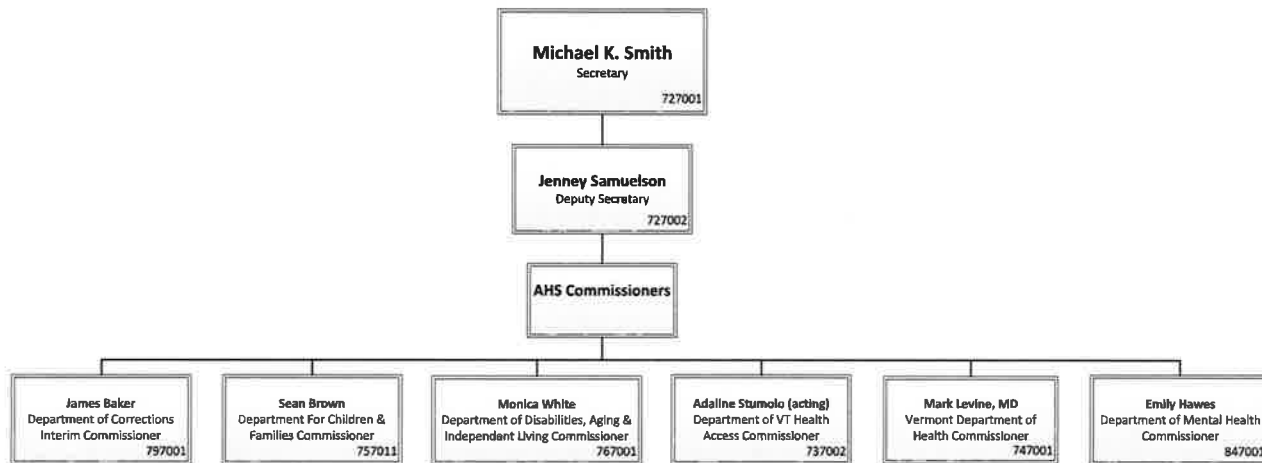 Michael K. Smith
Secretary
727001
Jenney Samuelson
Deputy Secretary
727002
AHS Commissioners
James Baker
Department of Corrections
Interim Commissioner
797001
Sean Brown
Department For Children &
Families Commissioner
757011
Monica White
Department of Disabilities, Aging &
Independent Living Commissioner
767001
Adaline Stumolo (acting)
Department of VT Health
Access Commissioner
737002
Mark Levine, MD
Vermont Department of
Health Commissioner
747001
Emily Hawes
Department of Mental Health
Commissioner
847001